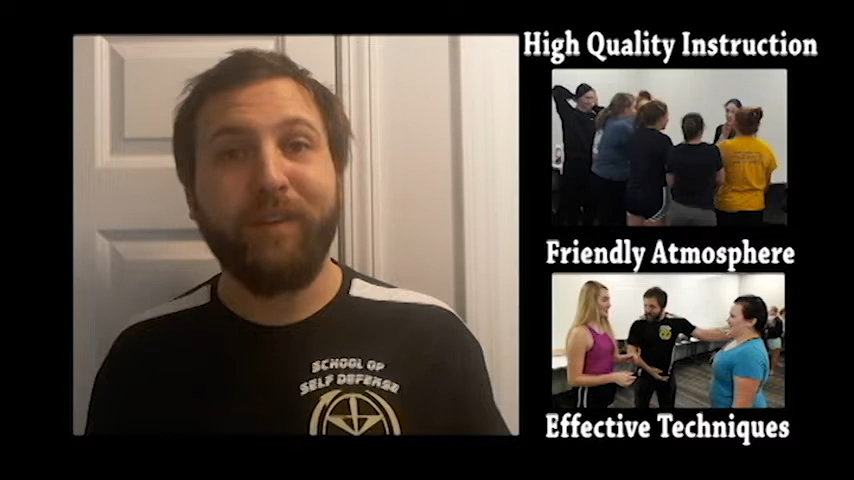 High Quality Instruction
Friendly Atmosphere
Effective Techniques
SCHOOL OF
SELF DEFENSE